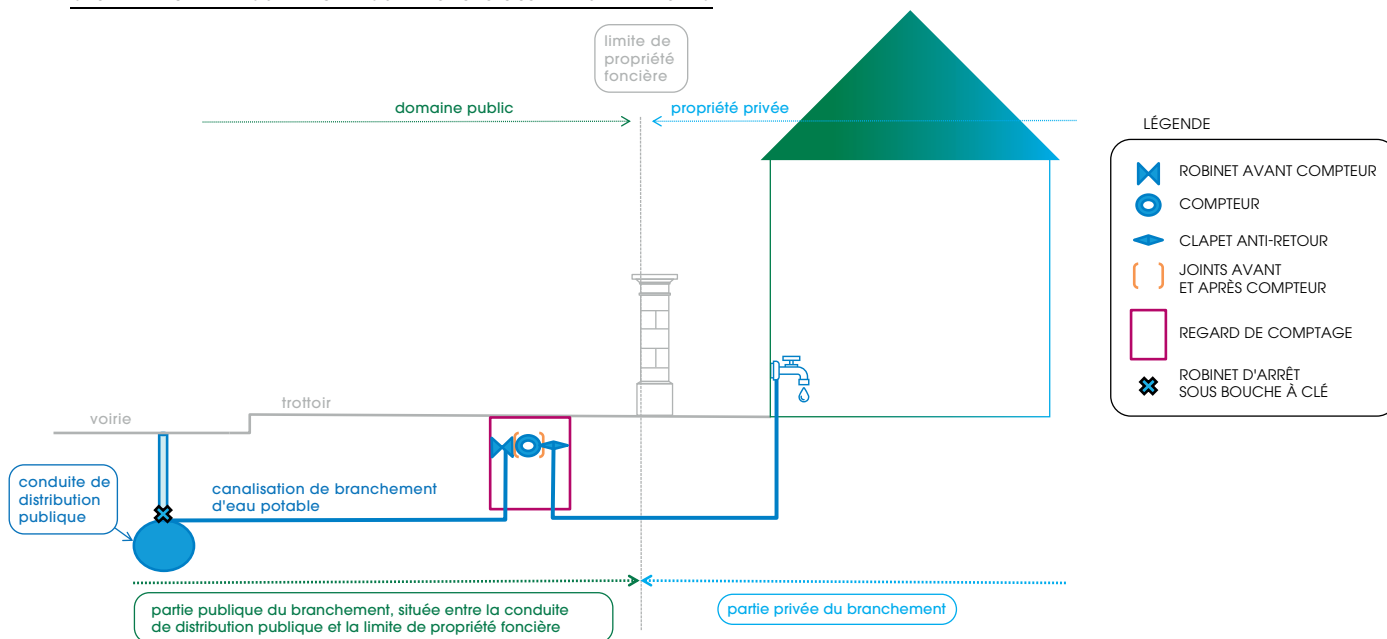 limite de
propriété
foncière
domaine public
propriété privée
LÉGENDE
ROBINET AVANT COMPTEUR
COMPTEUR
CLAPET ANTI-RETOUR
JOINTS AVANT
ET APRÈS COMPTEUR
REGARD DE COMPTAGE
ROBINET D'ARRÊT
SOUS BOUCHE À CLÉ
voirie
trottoir
conduite de
distribution
publique
canalisation de branchement
d'eau potable
partie publique du branchement, située entre la conduite
de distribution publique et la limite de propriété foncière
partie privée du branchement